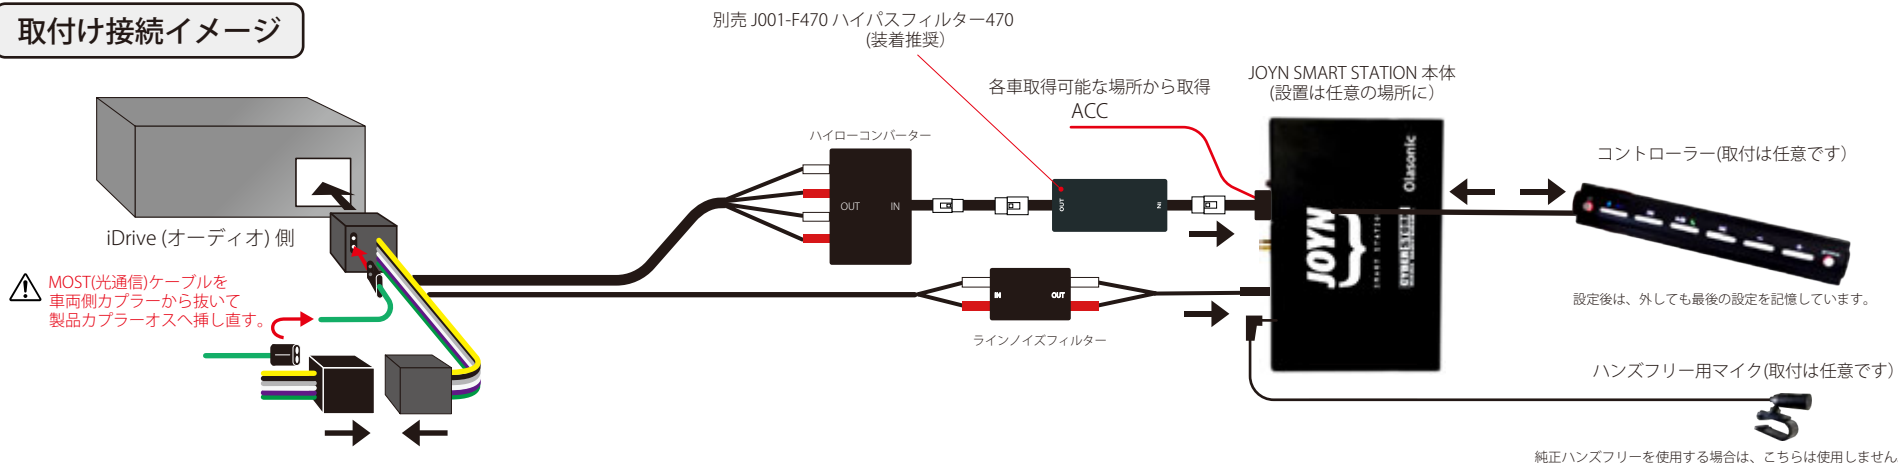 取付け接続イメージ
別売 J001-F470 ハイパスフィルター470
(装着推奨)
各車取得可能な場所から取得
ACC
JOYN SMART STATION 本体
(設置は任意の場所に)
ハイローコンバーター
OUT
IN
OUT
IN
コントローラー(取付は任意です)
設定後は、外しても最後の設定を記憶しています。
iDrive (オーディオ) 側
MOST(光通信)ケーブルを
車両側カプラーから抜いて
製品カプラーオスへ挿し直す。
IN
OUT
ラインノイズフィルター
JOYN
SMART STATION
CYBERSTORK
Olasonic
ハンズフリー用マイク(取付は任意です)
純正ハンズフリーを使用する場合は、こちらは使用しません